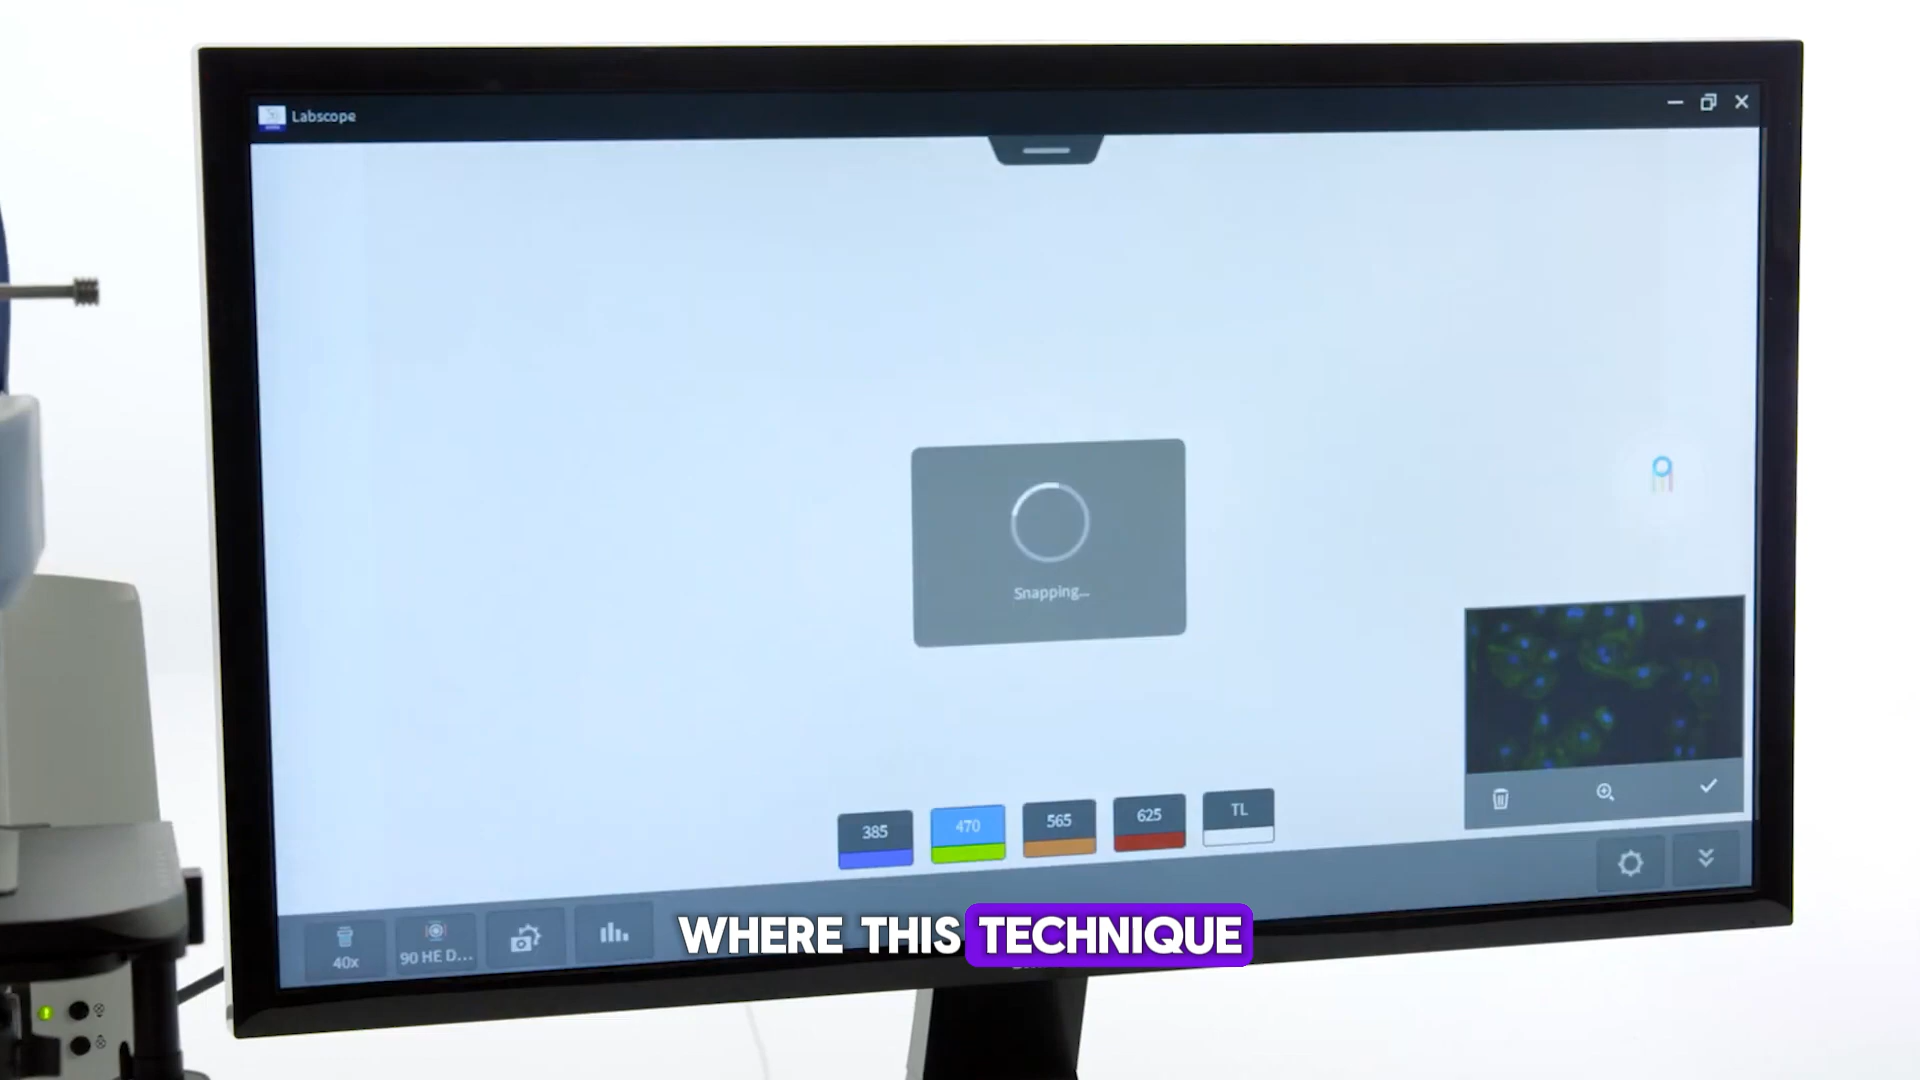 Labscope
Snapping...
385
470
565
625
TL
40x
90 HE D...
WHERE THIS TECHNIQUE